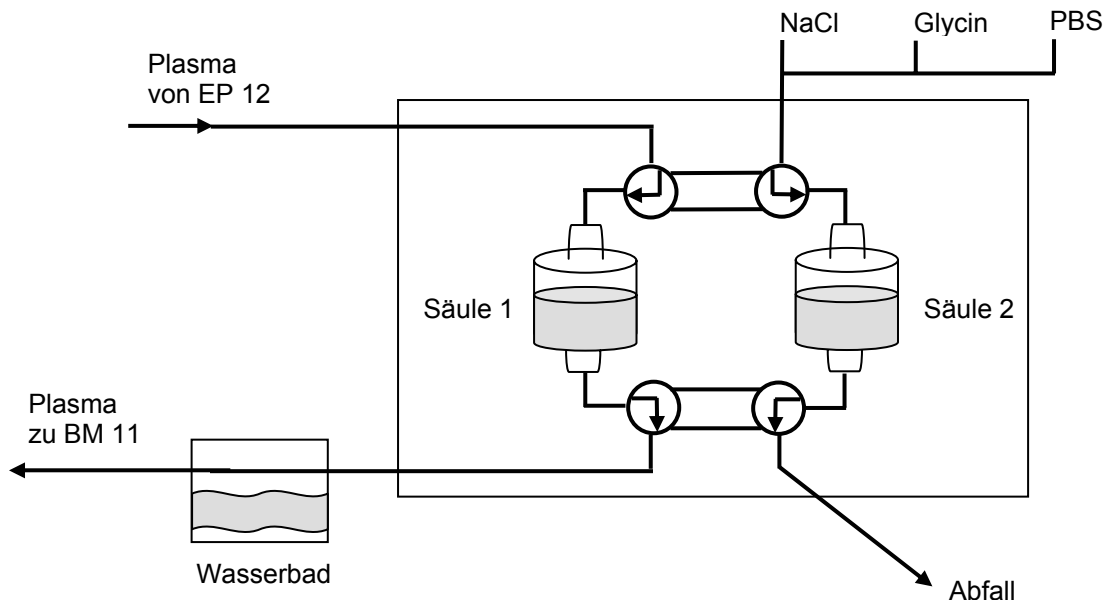 NaCl
Glycin
PBS
Plasma
von EP 12
Säule 1
Säule 2
Plasma
zu BM 11
Wasserbad
Abfall